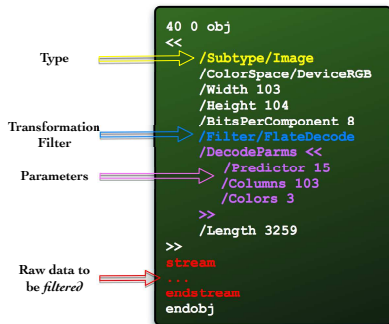 40 0 obj
<<
Type
/Subtype/Image
/ColorSpace/DeviceRGB
/Width 103
/Height 104
/BitsPerComponent 8
Transformation
Filter
/Filter/FlateDecode
/DecodeParms <<
Parameters
/Predictor 15
/Columns 103
/Colors 3
>>
/Length 3259
>>
Raw data to
be filtered
stream
...
endstream
endobj